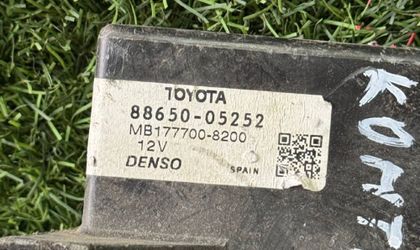 TOYOTA
88650-05252
MB177700-8200
12V
DENSO SPAIN